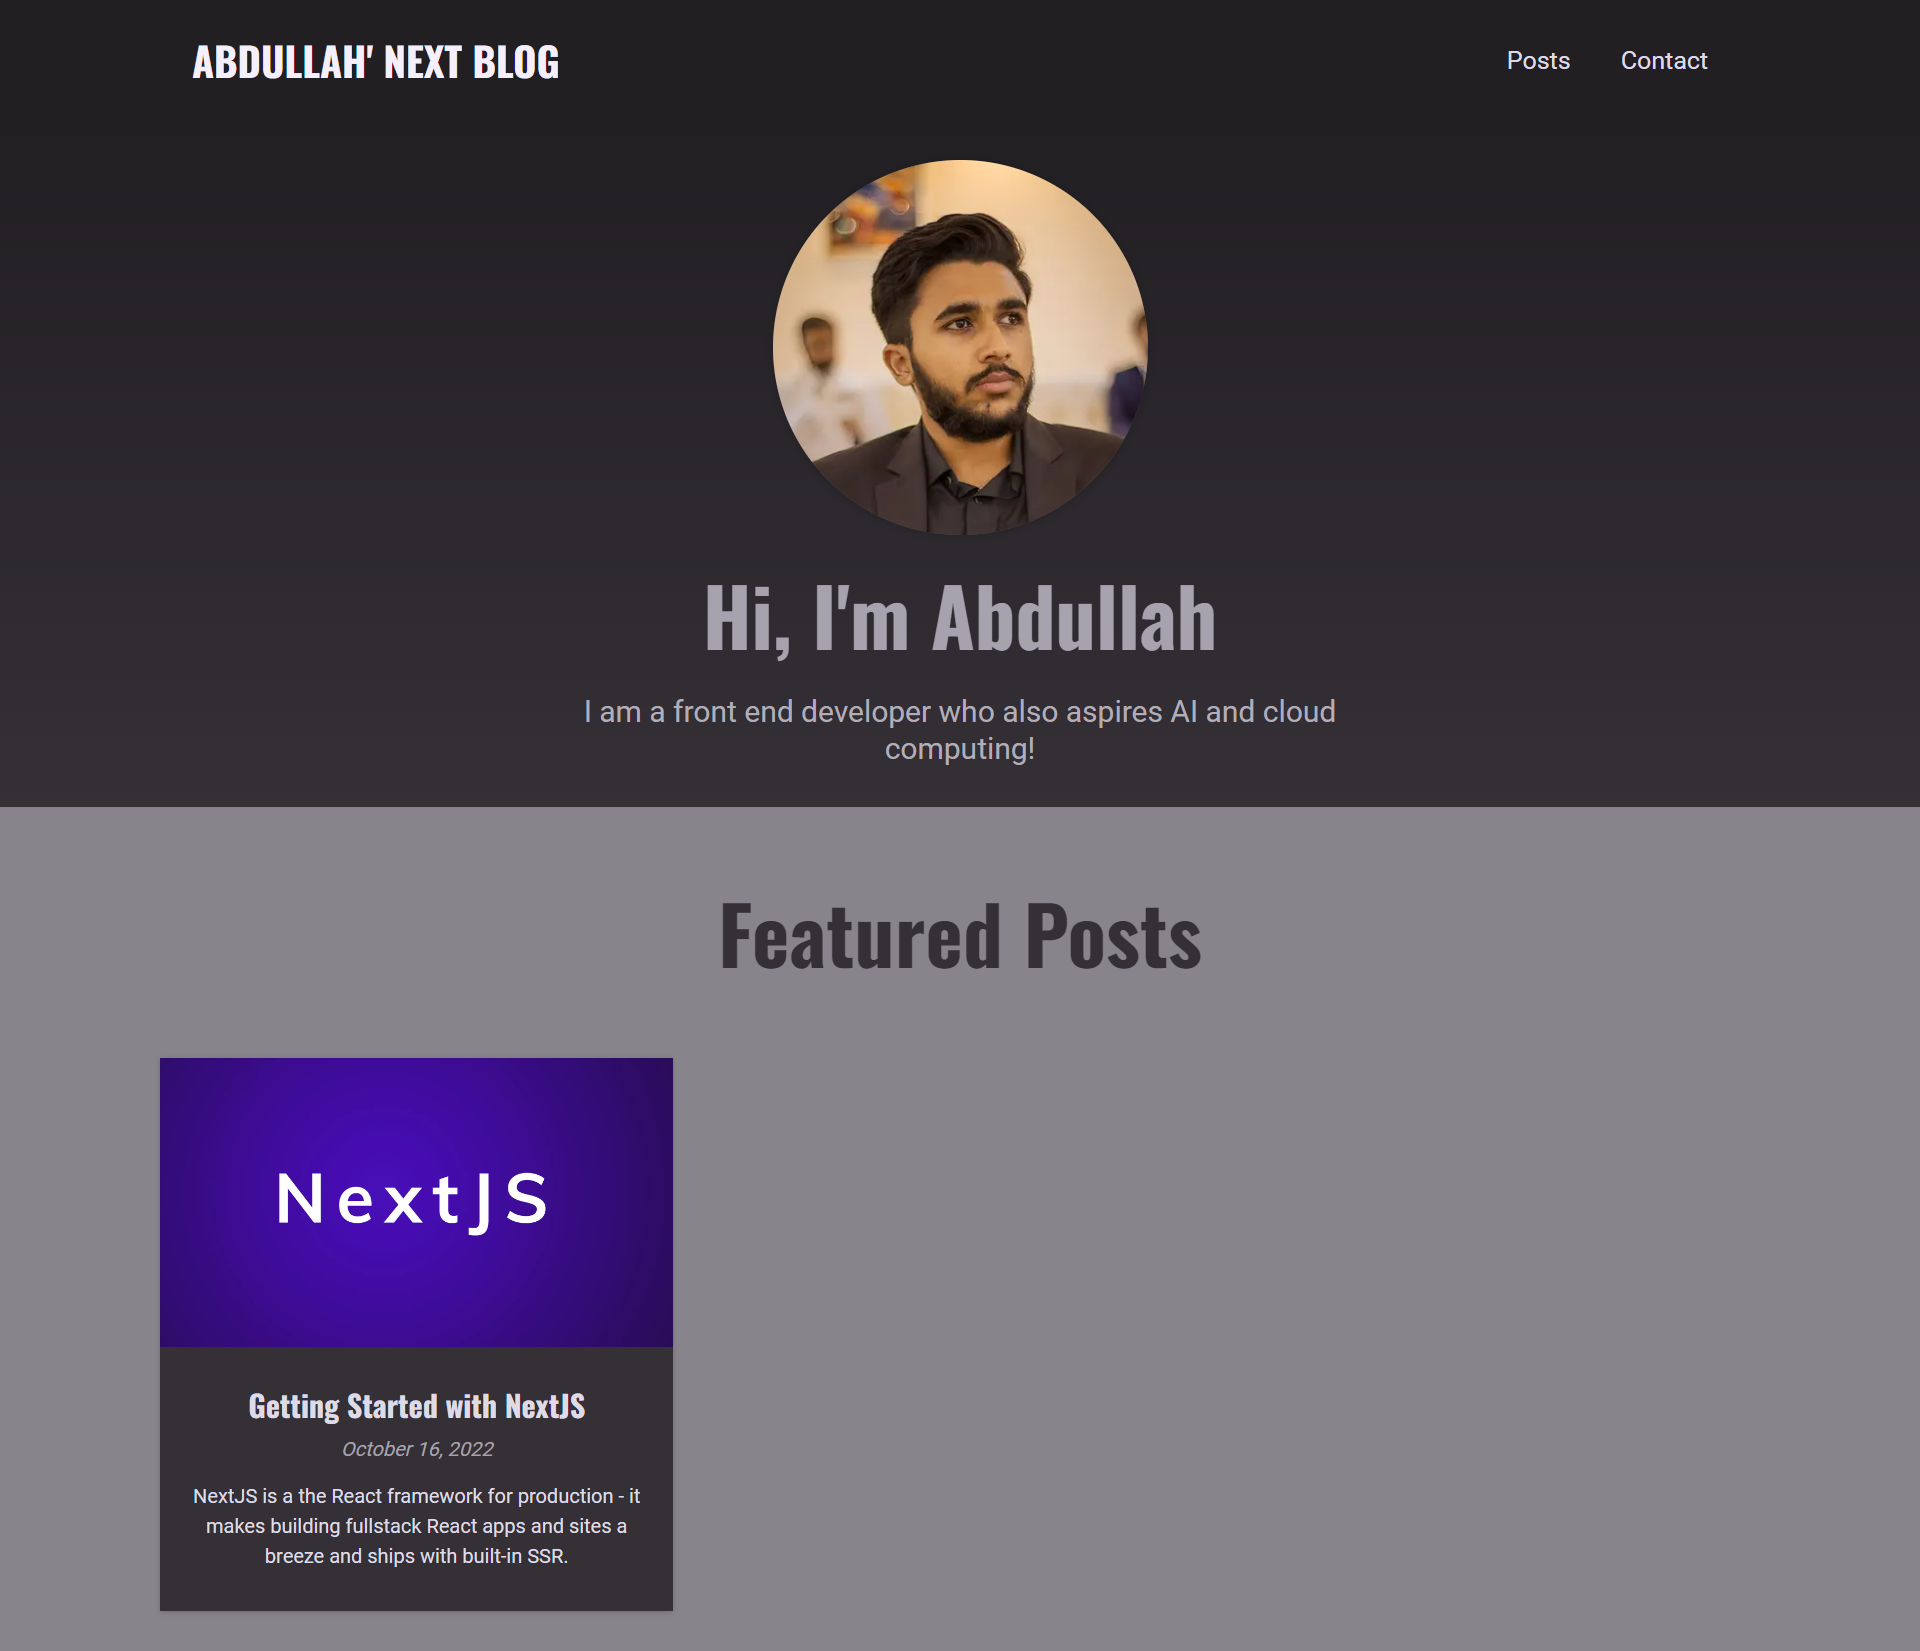 ABDULLAH' NEXT BLOG
Posts
Contact
Hi, I'm Abdullah
I am a front end developer who also aspires AI and cloud
computing!
Featured Posts
NextJS
Getting Started with NextJS
October 16, 2022
NextJS is a the React framework for production - it
makes building fullstack React apps and sites a
breeze and ships with built-in SSR.